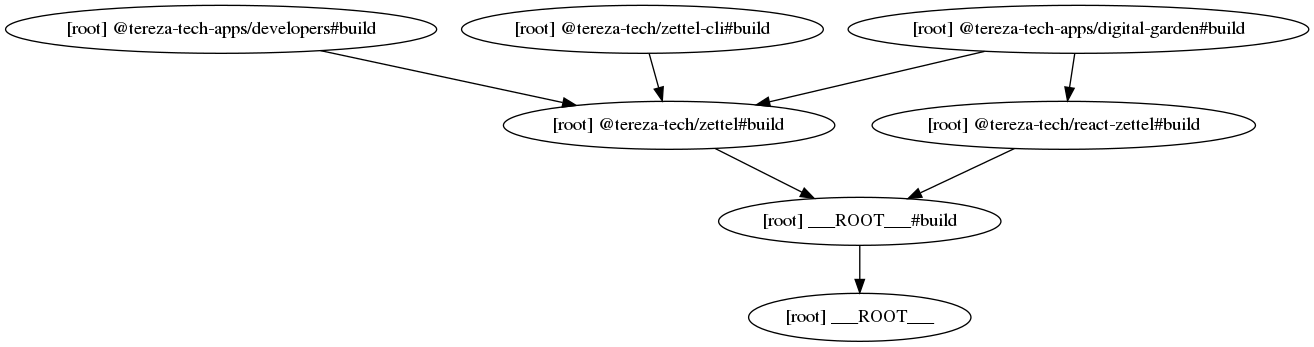 [root] @tereza-tech-apps/developers#build
[root] @tereza-tech/zettel-cli#build
[root] @tereza-tech-apps/digital-garden#build
[root] @tereza-tech/zettel#build
[root] @tereza-tech/react-zettel#build
[root] ___ROOT___#build
[root] ___ROOT___